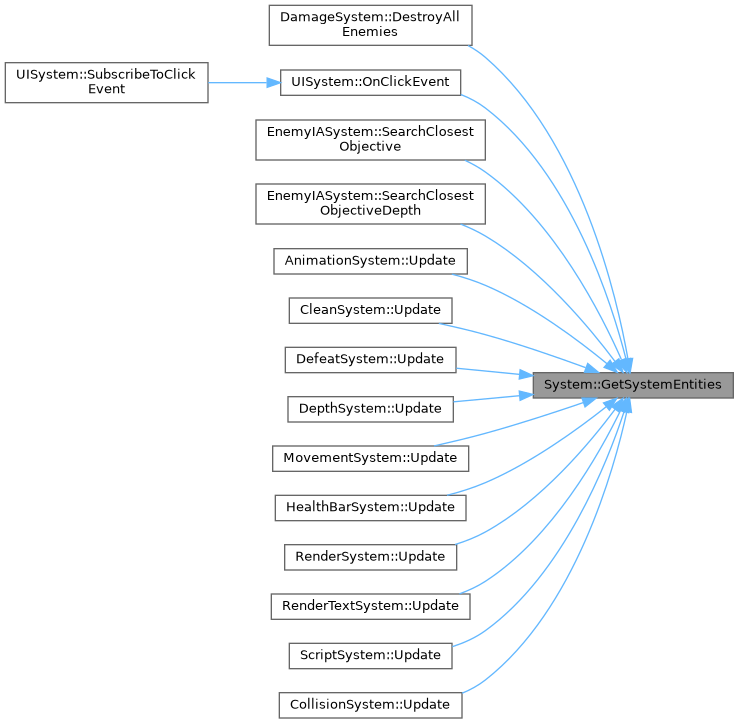 DamageSystem::DestroyAll
Enemies
UISystem::SubscribeToClick
Event
UISystem::OnClickEvent
EnemyIASystem::SearchClosest
Objective
EnemyIASystem::SearchClosest
ObjectiveDepth
AnimationSystem::Update
CleanSystem::Update
DefeatSystem::Update
System::GetSystemEntities
DepthSystem::Update
MovementSystem::Update
HealthBarSystem::Update
RenderSystem::Update
RenderTextSystem::Update
ScriptSystem::Update
CollisionSystem::Update